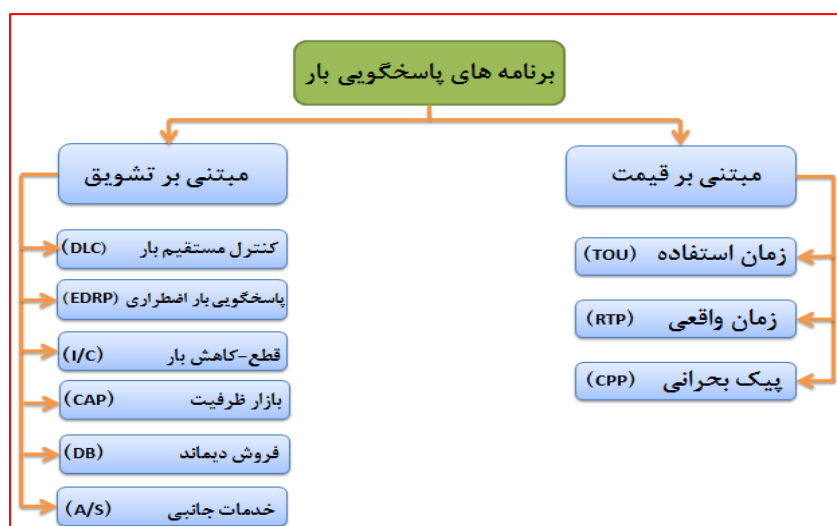 برنامه های پاسخگویی بار
مبتنی بر قیمت
زمان استفاده (TOU)
زمان واقعی (RTP)
پیک بحرانی (CPP)
مبتنی بر تشویق
کنترل مستقیم بار (DLC)
پاسخگویی بار اضطراری (EDRP)
قطع-کاهش بار (I/C)
بازار ظرفیت (CAP)
فروش دیماند (DB)
خدمات جانبی (A/S)